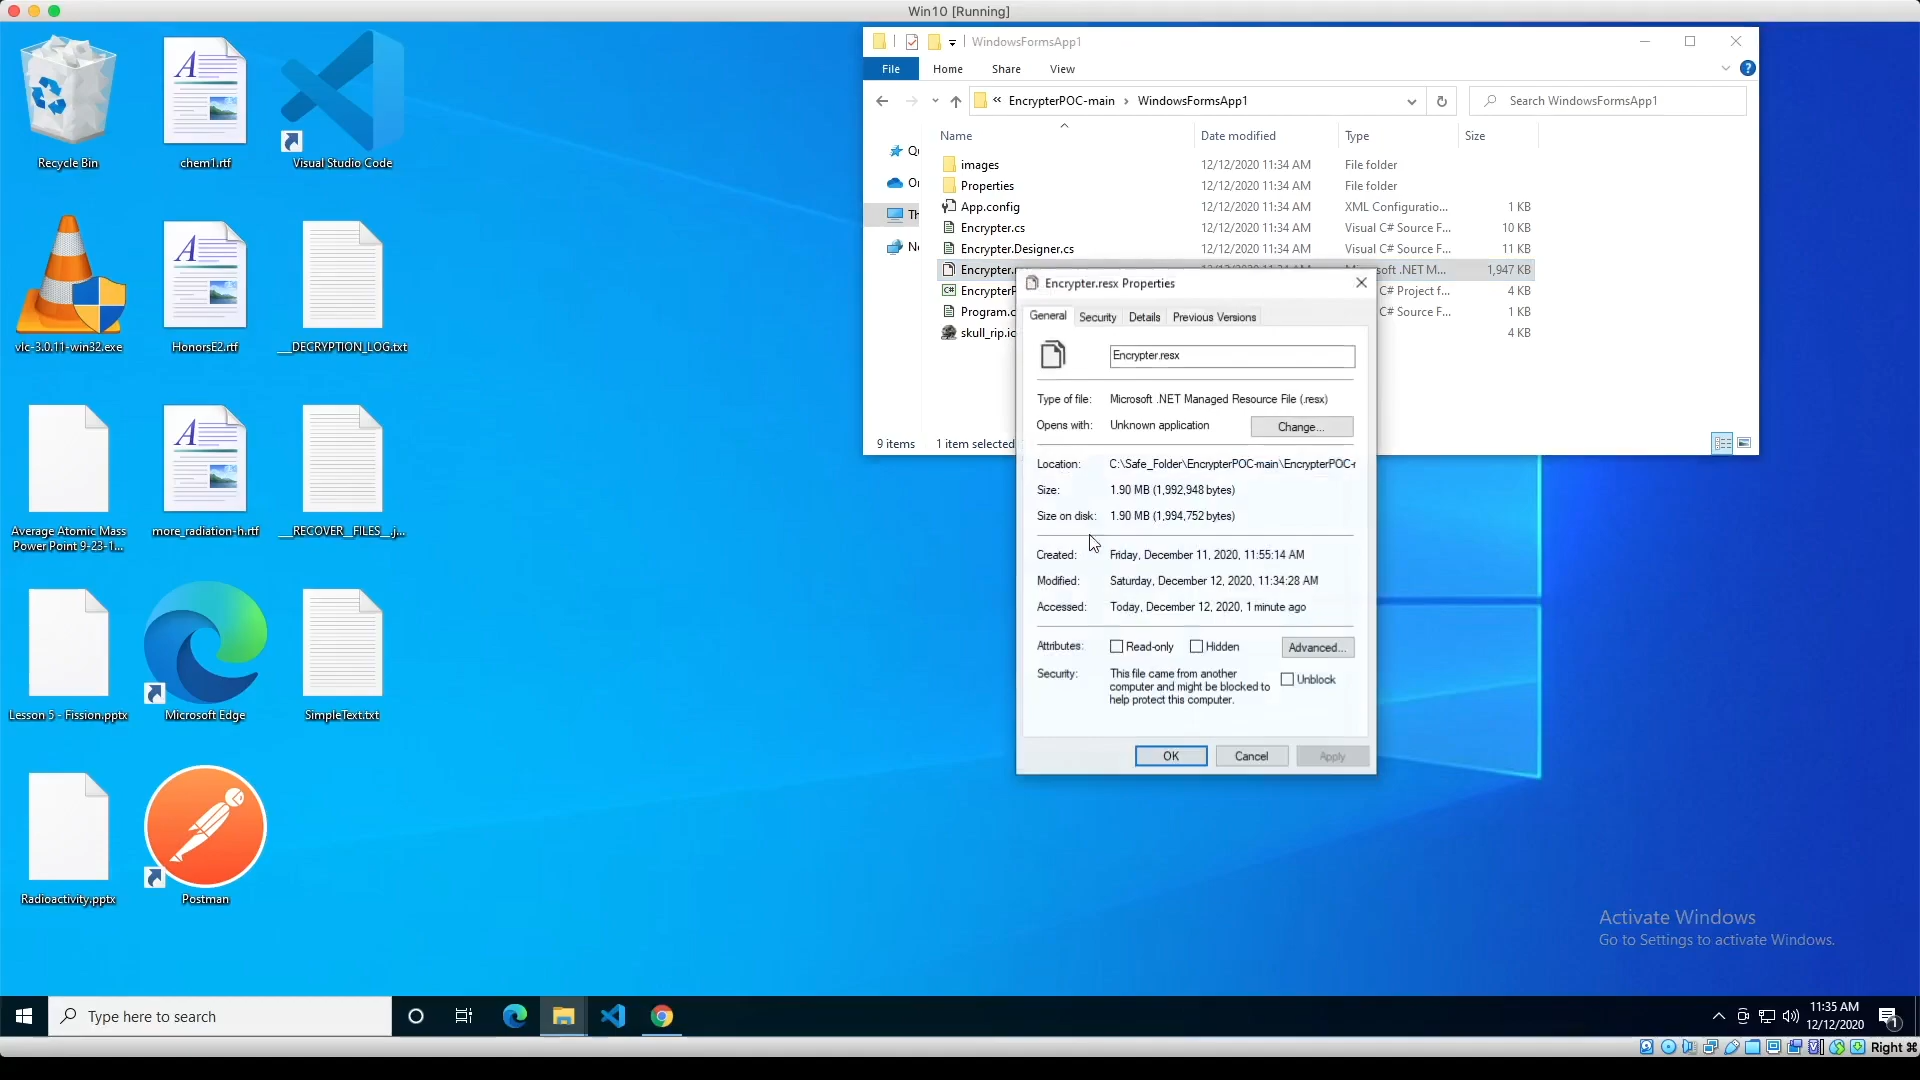 Win10 [Running]
Recycle Bin
chem1.rtf
Visual Studio Code
vlc-3.0.11-win32.exe
HonorsE2.rtf
__DECRYPTION_LOG.txt
Average Atomic Mass
Power Point 9-23-1...
more_radiation-h.rtf
__RECOVER__FILES__.j...
Lesson 5 - Fission.pptx
Microsoft Edge
SimpleText.txt
Radioactivity.pptx
Postman
WindowsFormsApp1
File Home Share View
« EncrypterPOC-main › WindowsFormsApp1
Search WindowsFormsApp1
Name Date modified Type Size
images 12/12/2020 11:34 AM File folder
Properties 12/12/2020 11:34 AM File folder
App.config 12/12/2020 11:34 AM XML Configuratio... 1 KB
Encrypter.cs 12/12/2020 11:34 AM Visual C# Source F... 10 KB
Encrypter.Designer.cs 12/12/2020 11:34 AM Visual C# Source F... 11 KB
1,947 KB
C# Project f... 4 KB
C# Source F... 1 KB
skull_rip.ic 4 KB
9 items 1 item selected
Encrypter.resx Properties
General Security Details Previous Versions
Encrypter.resx
Type of file: Microsoft .NET Managed Resource File (.resx)
Opens with: Unknown application Change...
Location: C:\Safe_Folder\EncrypterPOC-main\EncrypterPOC-r
Size: 1.90 MB (1,992,948 bytes)
Size on disk: 1.90 MB (1,994,752 bytes)
Created: Friday, December 11, 2020, 11:55:14 AM
Modified: Saturday, December 12, 2020, 11:34:28 AM
Accessed: Today, December 12, 2020, 1 minute ago
Attributes: Read-only Hidden Advanced...
Security: This file came from another
computer and might be blocked to
help protect this computer.
Unblock
OK Cancel Apply
Activate Windows
Go to Settings to activate Windows.
Type here to search
11:35 AM
12/12/2020
1
Right ⌘